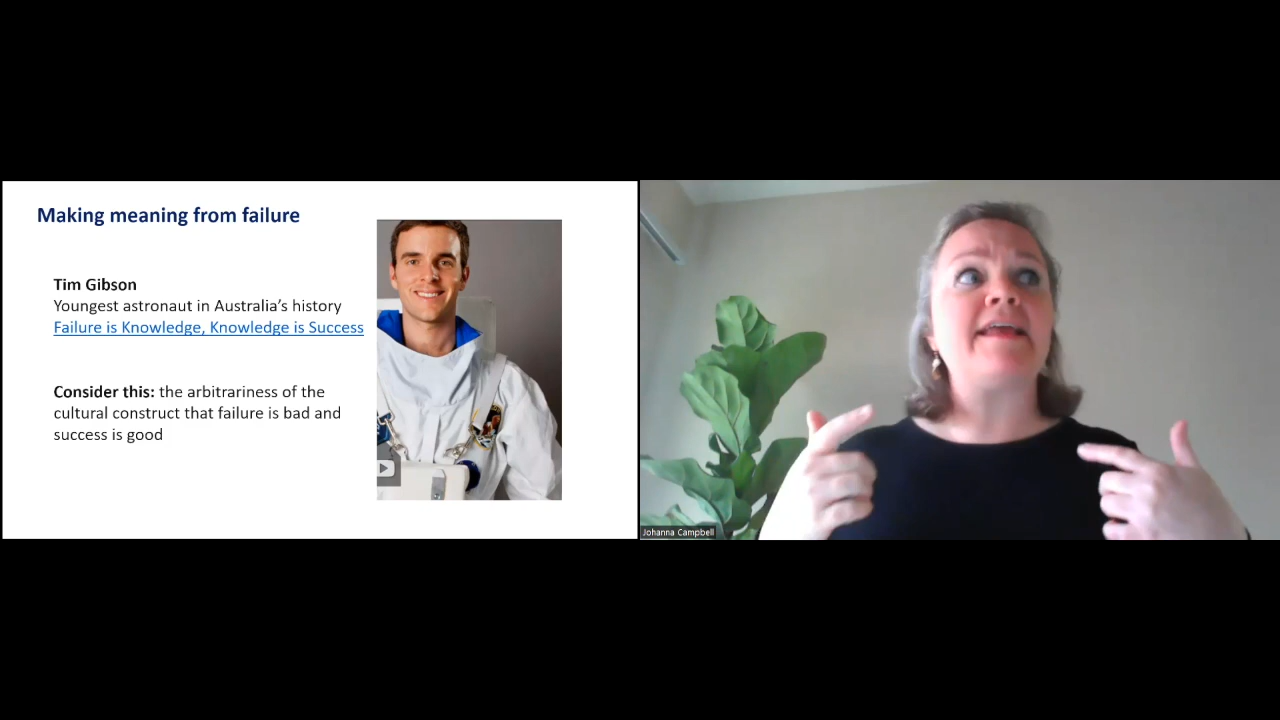 Making meaning from failure
Tim Gibson
Youngest astronaut in Australia's history
Failure is Knowledge, Knowledge is Success
Consider this: the arbitrariness of the
cultural construct that failure is bad and
success is good
Johanna Campbell